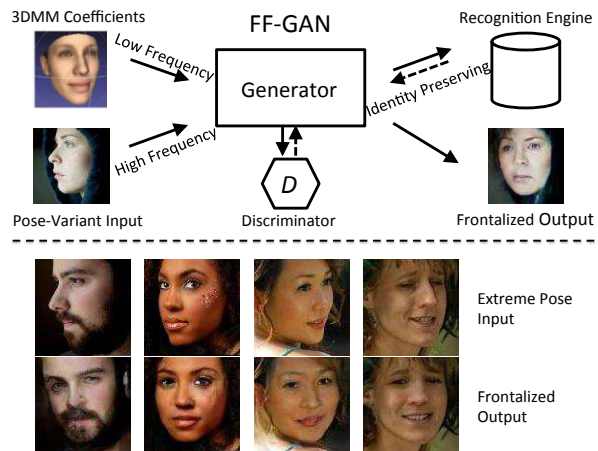 3DMM Coefficients
FF-GAN
Recognition Engine
Low Frequency
Generator
Identity Preserving
High Frequency
D
Pose-Variant Input
Discriminator
Frontalized Output
Extreme Pose
Input
Frontalized
Output